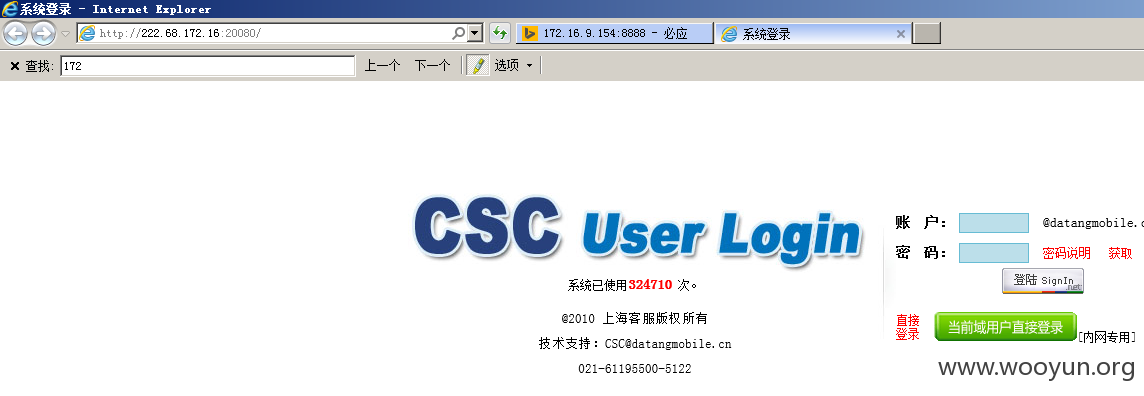 系统登录 - Internet Explorer
http://222.68.172.16:20080/
172.16.9.154:8888 - 必应
系统登录
查找: 172 上一个 下一个 选项
CSC User Login
账 户: @datangmobile.c
密 码: 密码说明 获取
登陆 SignIn .net
系统已使用324710 次。
@2010 上海客服版权所有
直接
登录
当前域用户直接登录
[内网专用]
技术支持: CSC@datangmobile.cn
021-61195500-5122
www.wooyun.org